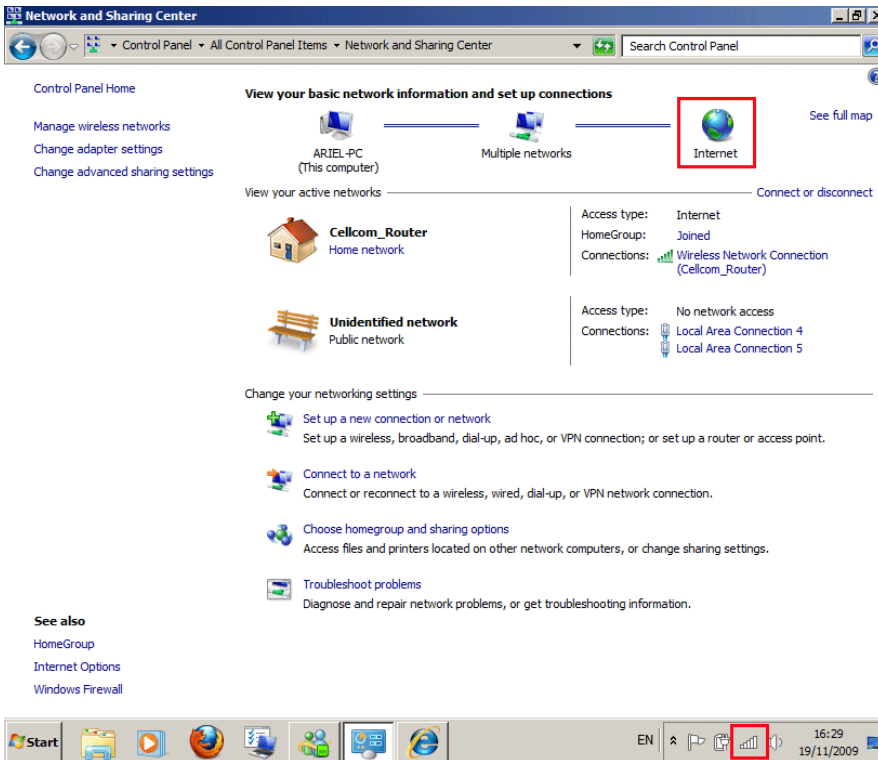 Network and Sharing Center
Control Panel All Control Panel Items Network and Sharing Center Search Control Panel
Control Panel Home
Manage wireless networks
Change adapter settings
Change advanced sharing settings
View your basic network information and set up connections
See full map
ARIEL-PC
(This computer)
Multiple networks
Internet
View your active networks
Connect or disconnect
Cellcom_Router
Home network
Access type: Internet
HomeGroup: Joined
Connections: Wireless Network Connection
(Cellcom_Router)
Unidentified network
Public network
Access type: No network access
Connections: Local Area Connection 4
Local Area Connection 5
Change your networking settings
Set up a new connection or network
Set up a wireless, broadband, dial-up, ad hoc, or VPN connection; or set up a router or access point.
Connect to a network
Connect or reconnect to a wireless, wired, dial-up, or VPN network connection.
Choose homegroup and sharing options
Access files and printers located on other network computers, or change sharing settings.
Troubleshoot problems
Diagnose and repair network problems, or get troubleshooting information.
See also
HomeGroup
Internet Options
Windows Firewall
Start
EN
16:29
19/11/2009